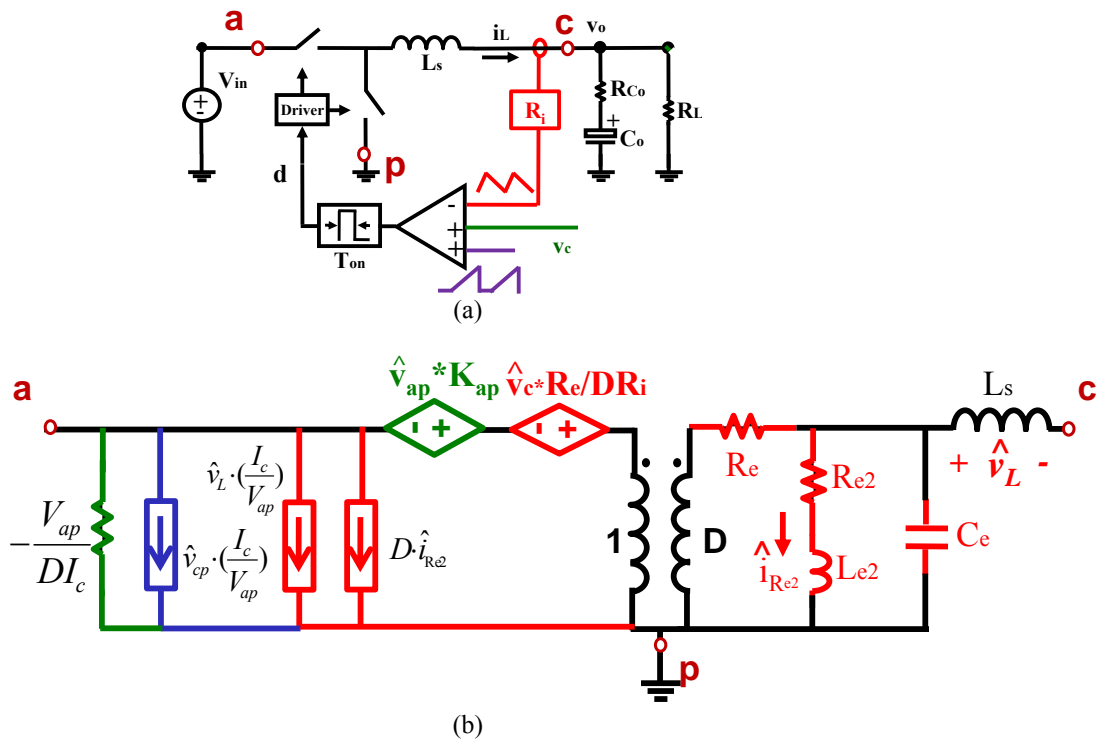 a
c
iL
vo
Ls
Vin
+
-
Driver
Ri
RCo
+
Co
RL
p
d
Ton
-
+
+
vc
(a)
v̂ap*Kap
v̂c*Re/DRi
a
- +
- +
Ls
c
+ v̂L -
Re
Re2
Ce
îRe2
Le2
-Vap/DIc
v̂cp·(Ic/Vap)
v̂L·(Ic/Vap)
D·îRe2
1
D
p
(b)